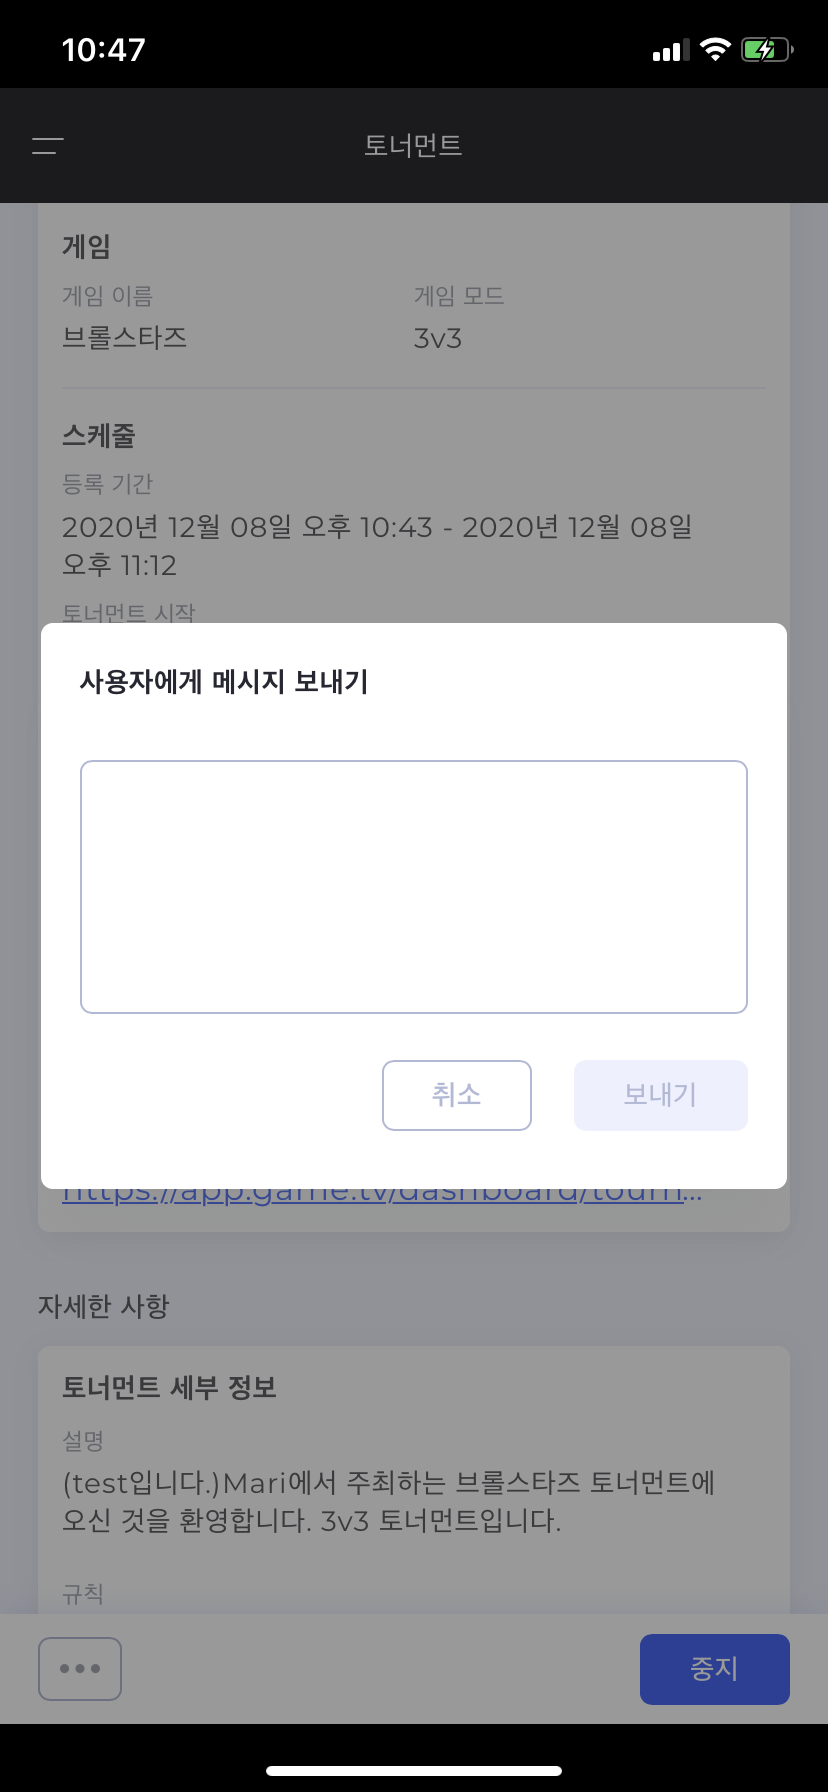 10:47
토너먼트
게임
게임 이름
게임 모드
브롤스타즈
3v3
스케줄
등록 기간
2020년 12월 08일 오후 10:43 - 2020년 12월 08일
오후 11:12
토너먼트 시작
사용자에게 메시지 보내기
취소
보내기
https://app.game.tv/dashboard/tourn...
자세한 사항
토너먼트 세부 정보
설명
(test입니다.)Mari에서 주최하는 브롤스타즈 토너먼트에
오신 것을 환영합니다. 3v3 토너먼트입니다.
규칙
중지